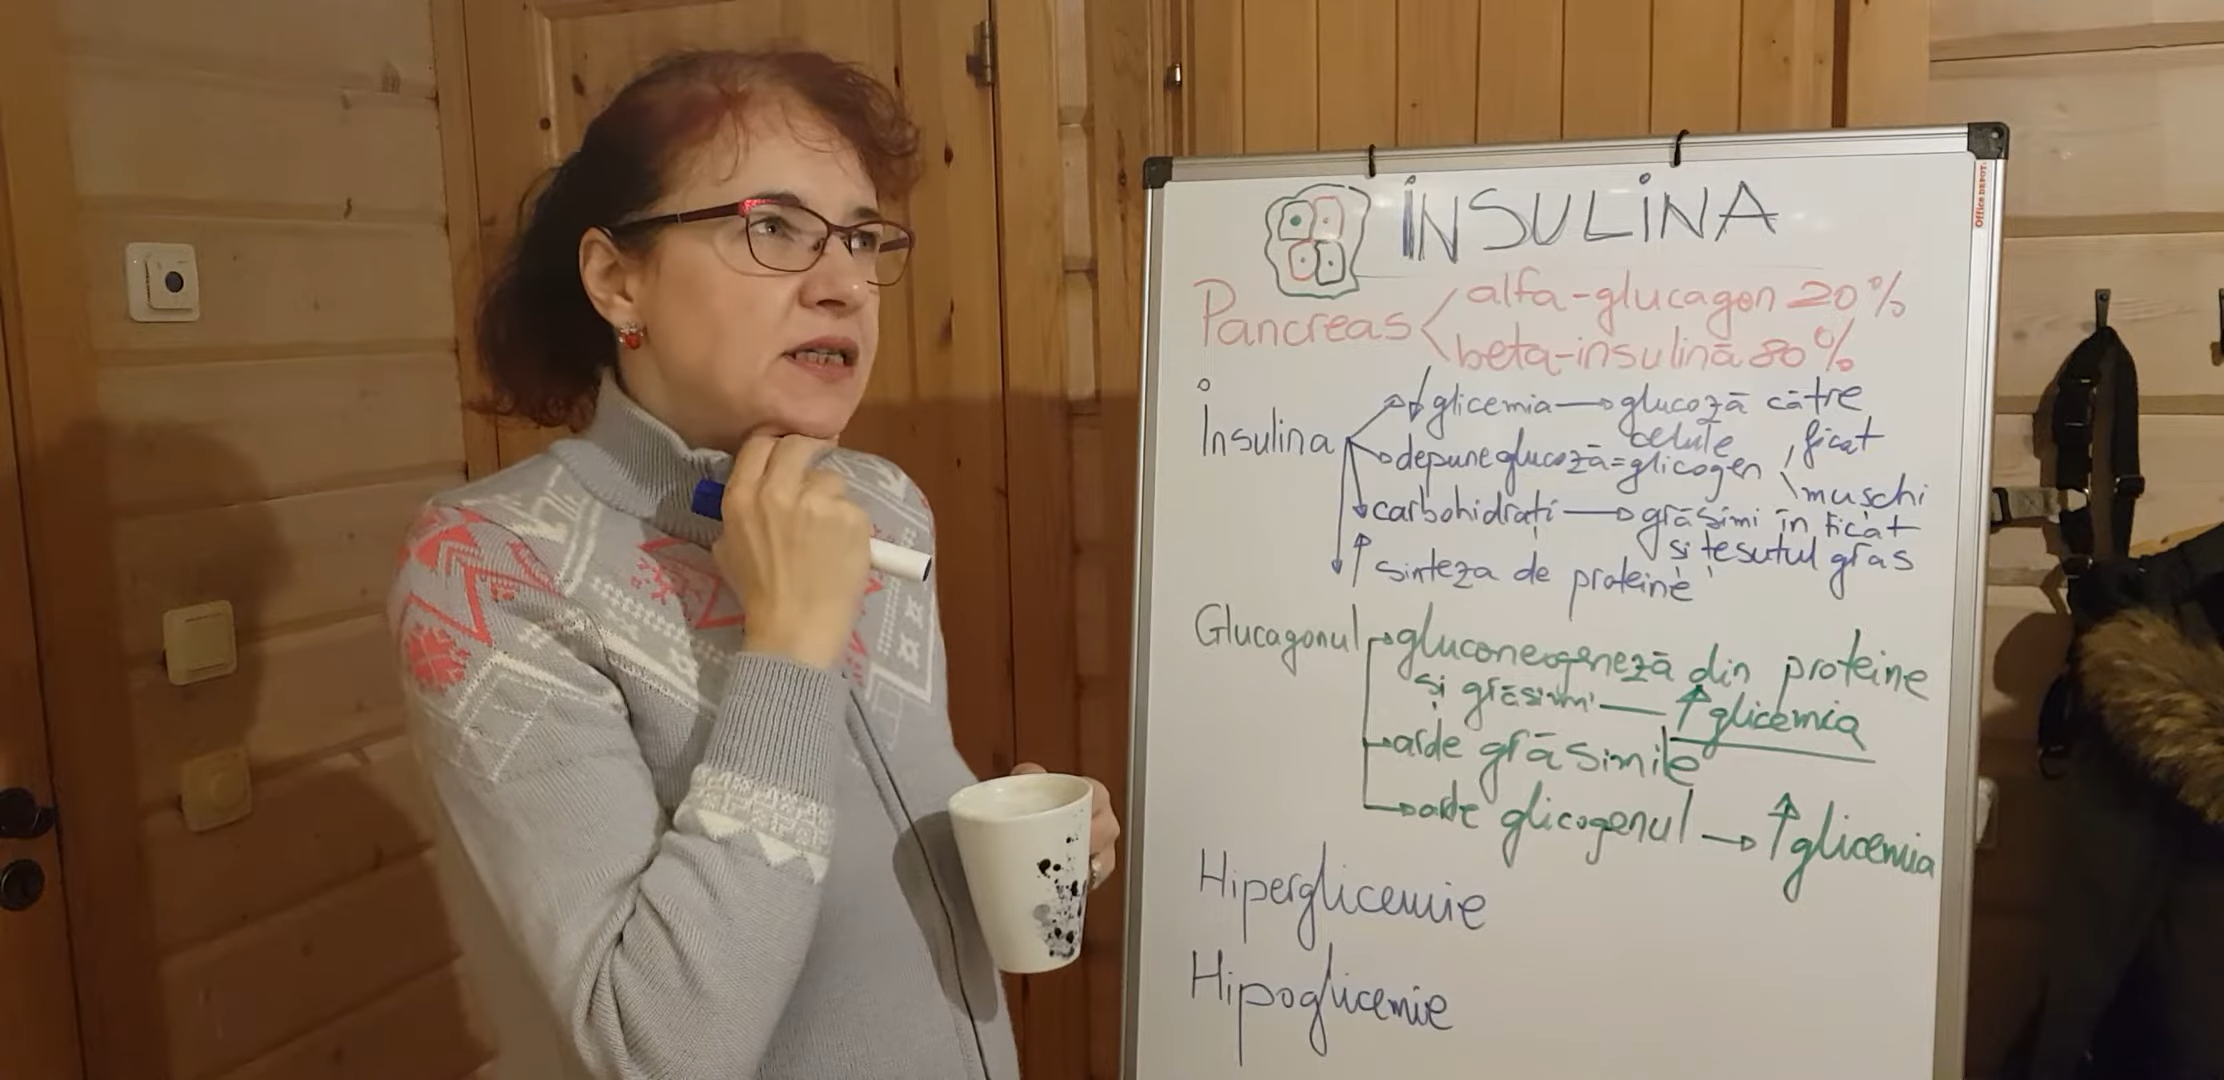 Office DEPOT
INSULINA
Pancreas
alfa-glucagon 20%
beta-insulină 80%
Insulina
↓glicemia → glucoză către
celule
depune glucoză = glicogen
ficat
muschi
carbohidrați → grăsimi în ficat
și țesutul gras
↑ sinteza de proteine
Glucagonul
gluconeogeneză din proteine
și grăsimi — ↑glicemia
arde grăsimile
arde glicogenul → ↑glicemia
Hiperglicemie
Hipoglicemie